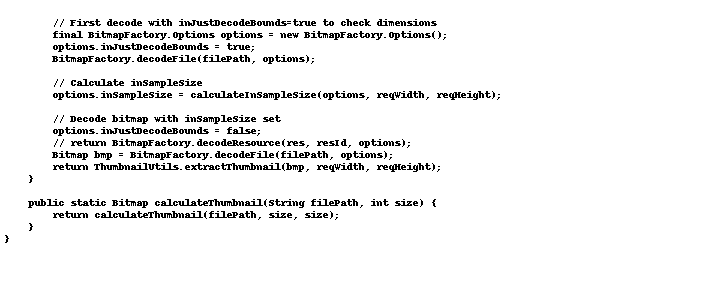 // First decode with inJustDecodeBounds=true to check dimensions
final BitmapFactory.Options options = new BitmapFactory.Options();
options.inJustDecodeBounds = true;
BitmapFactory.decodeFile(filePath, options);
// Calculate inSampleSize
options.inSampleSize = calculateInSampleSize(options, reqWidth, reqHeight);
// Decode bitmap with inSampleSize set
options.inJustDecodeBounds = false;
// return BitmapFactory.decodeResource(res, resId, options);
Bitmap bmp = BitmapFactory.decodeFile(filePath, options);
return ThumbnailUtils.extractThumbnail(bmp, reqWidth, reqHeight);
}
public static Bitmap calculateThumbnail(String filePath, int size) {
return calculateThumbnail(filePath, size, size);
}
}